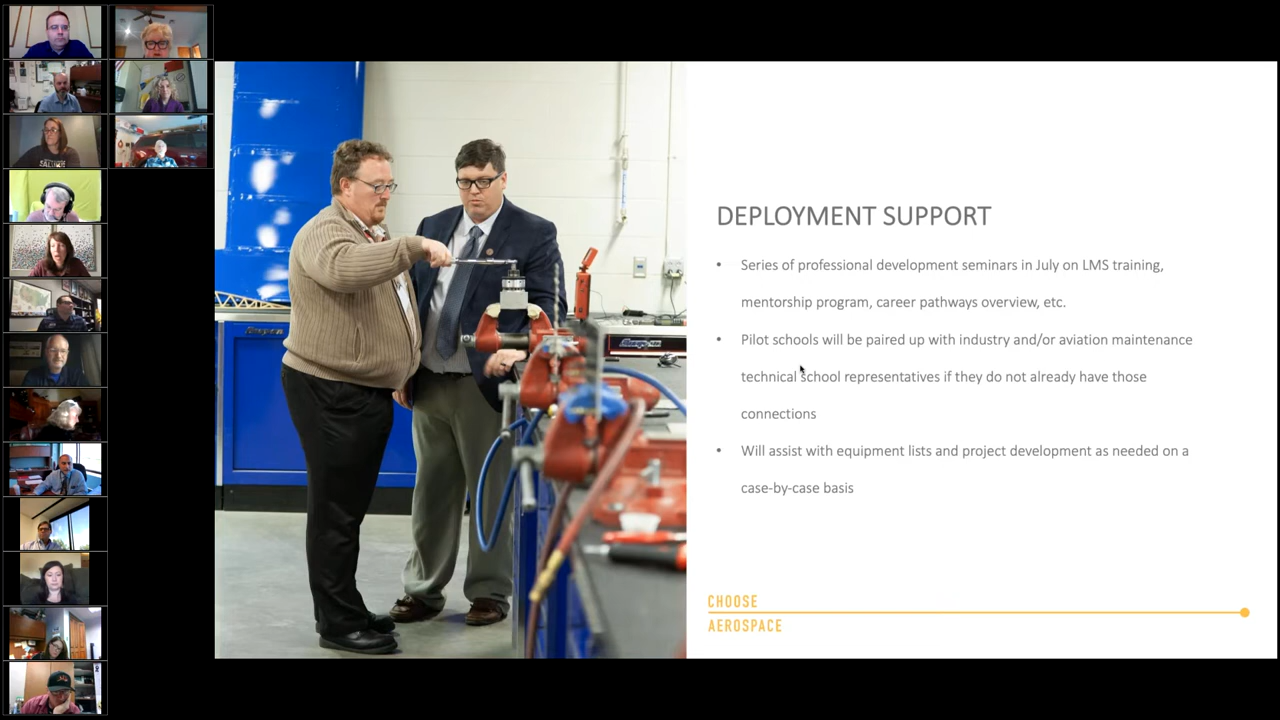 DEPLOYMENT SUPPORT
• Series of professional development seminars in July on LMS training,
mentorship program, career pathways overview, etc.
• Pilot schools will be paired up with industry and/or aviation maintenance
technical school representatives if they do not already have those
connections
• Will assist with equipment lists and project development as needed on a
case-by-case basis
CHOOSE
AEROSPACE